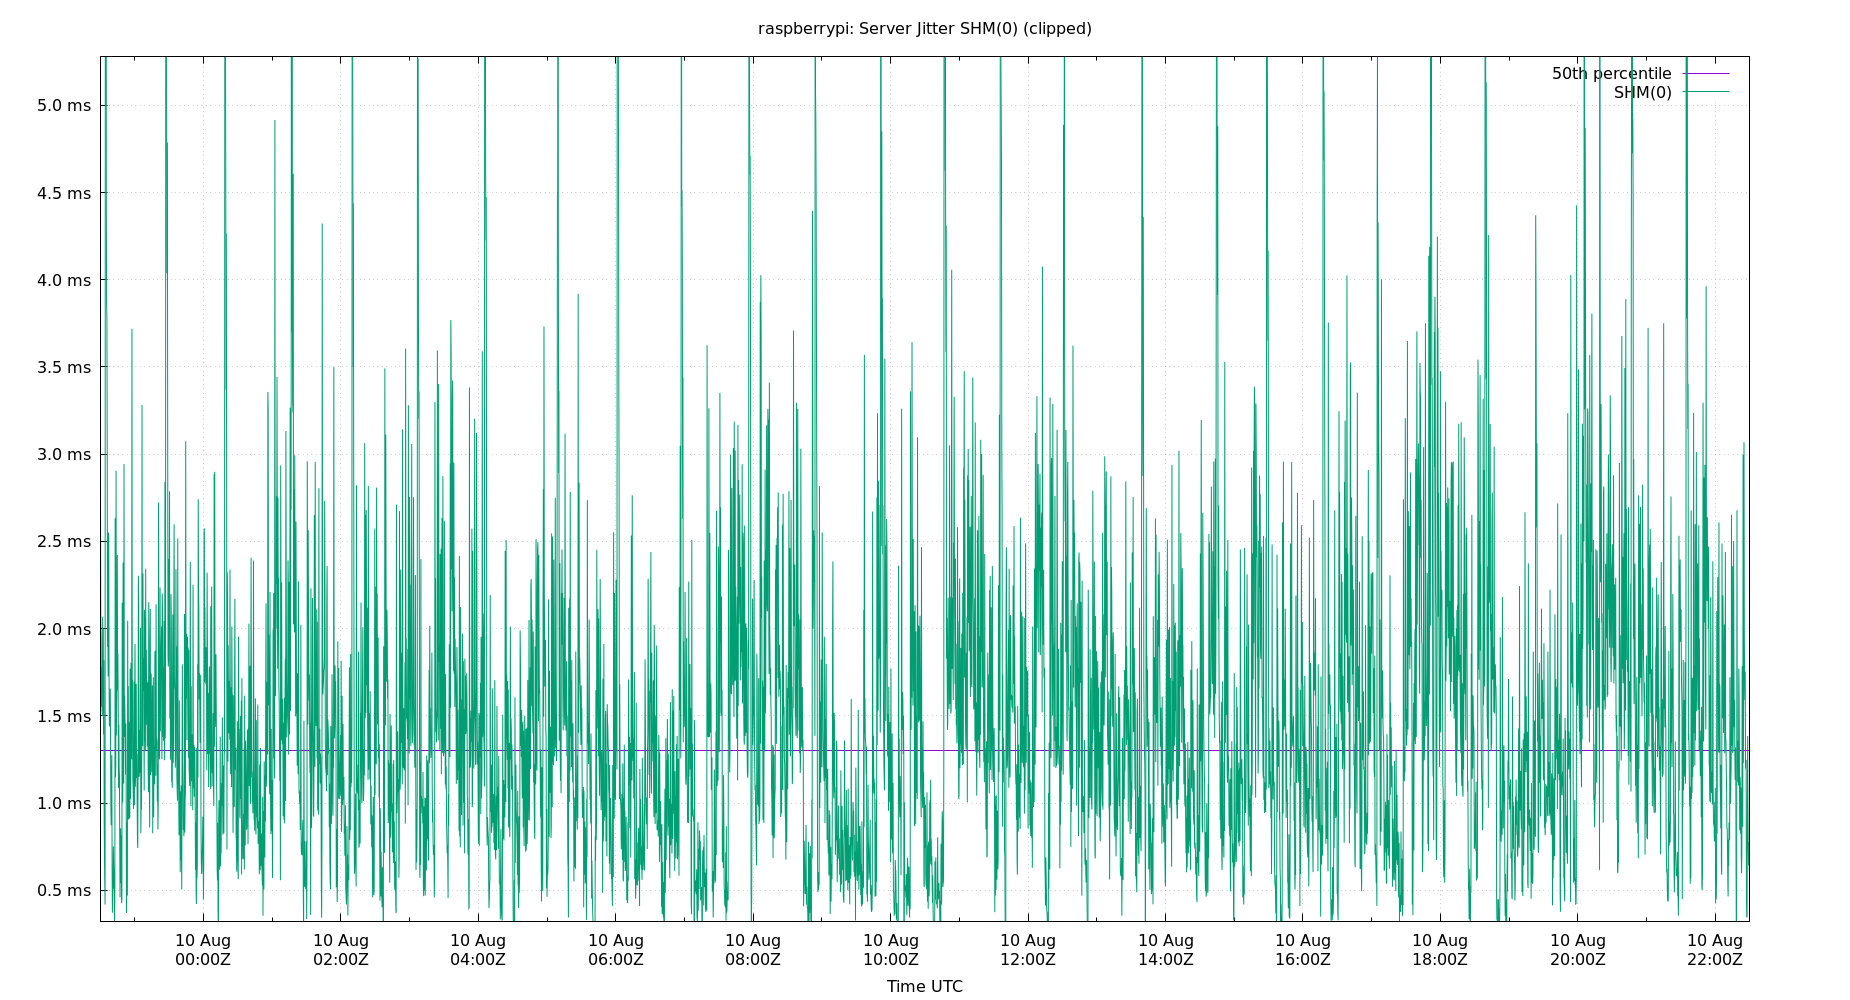 raspberrypi: Server Jitter SHM(0) (clipped)
50th percentile
SHM(0)
5.0 ms
4.5 ms
4.0 ms
3.5 ms
3.0 ms
2.5 ms
2.0 ms
1.5 ms
1.0 ms
0.5 ms
10 Aug 10 Aug 10 Aug 10 Aug 10 Aug 10 Aug 10 Aug 10 Aug 10 Aug 10 Aug 10 Aug 10 Aug
00:00Z 02:00Z 04:00Z 06:00Z 08:00Z 10:00Z 12:00Z 14:00Z 16:00Z 18:00Z 20:00Z 22:00Z
Time UTC